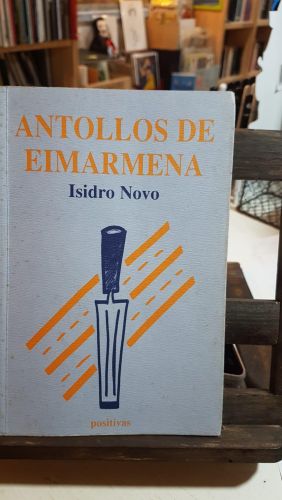 ANTOLLOS DE
EIMARMENA
Isidro Novo
positivas